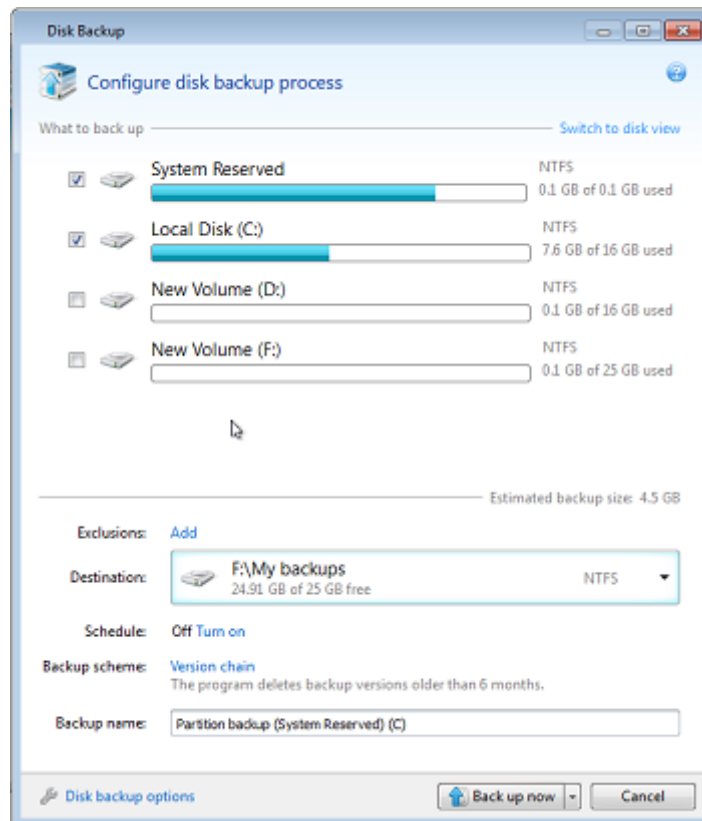 Disk Backup
Configure disk backup process
What to back up Switch to disk view
System Reserved NTFS
0.1 GB of 0.1 GB used
Local Disk (C:) NTFS
7.6 GB of 16 GB used
New Volume (D:) NTFS
0.1 GB of 16 GB used
New Volume (F:) NTFS
0.1 GB of 25 GB used
Estimated backup size: 4.5 GB
Exclusions: Add
Destination: F:\My backups NTFS
24.91 GB of 25 GB free
Schedule: Off Turn on
Backup scheme: Version chain
The program deletes backup versions older than 6 months.
Backup name: Partition backup (System Reserved) (C)
Disk backup options Back up now Cancel